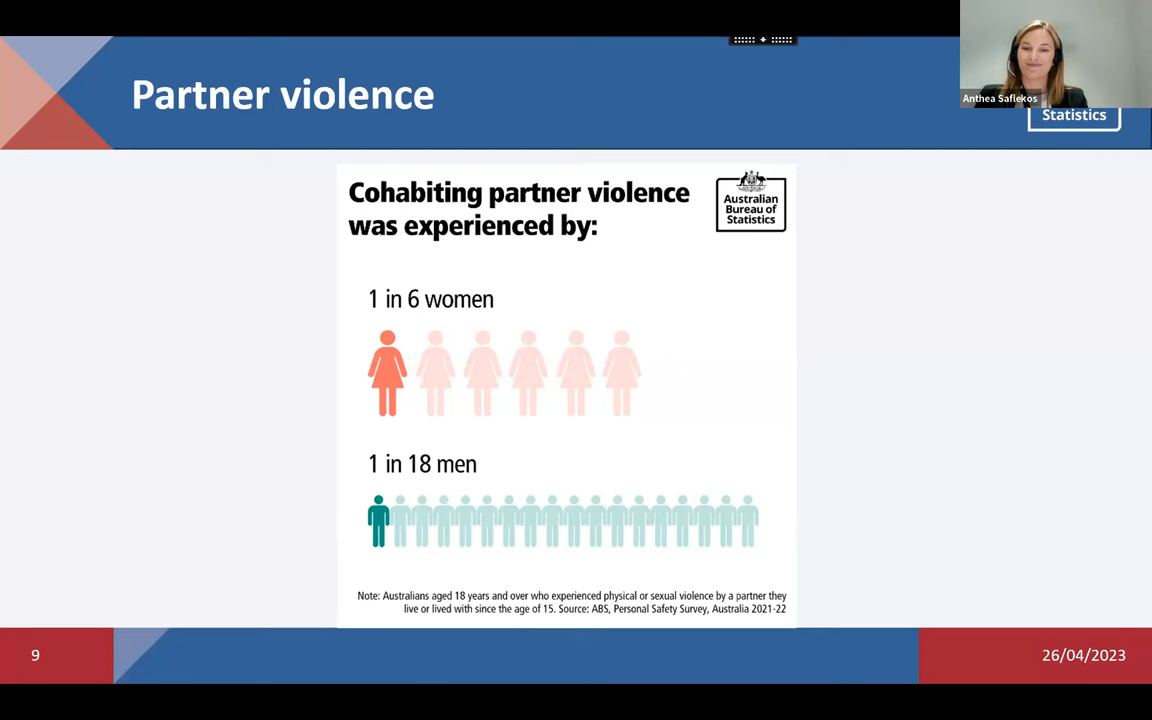 Partner violence
Anthea Saflekos
Statistics
Cohabiting partner violence
was experienced by:
Australian
Bureau of
Statistics
1 in 6 women
1 in 18 men
Note: Australians aged 18 years and over who experienced physical or sexual violence by a partner they
live or lived with since the age of 15. Source: ABS, Personal Safety Survey, Australia 2021-22
9
26/04/2023